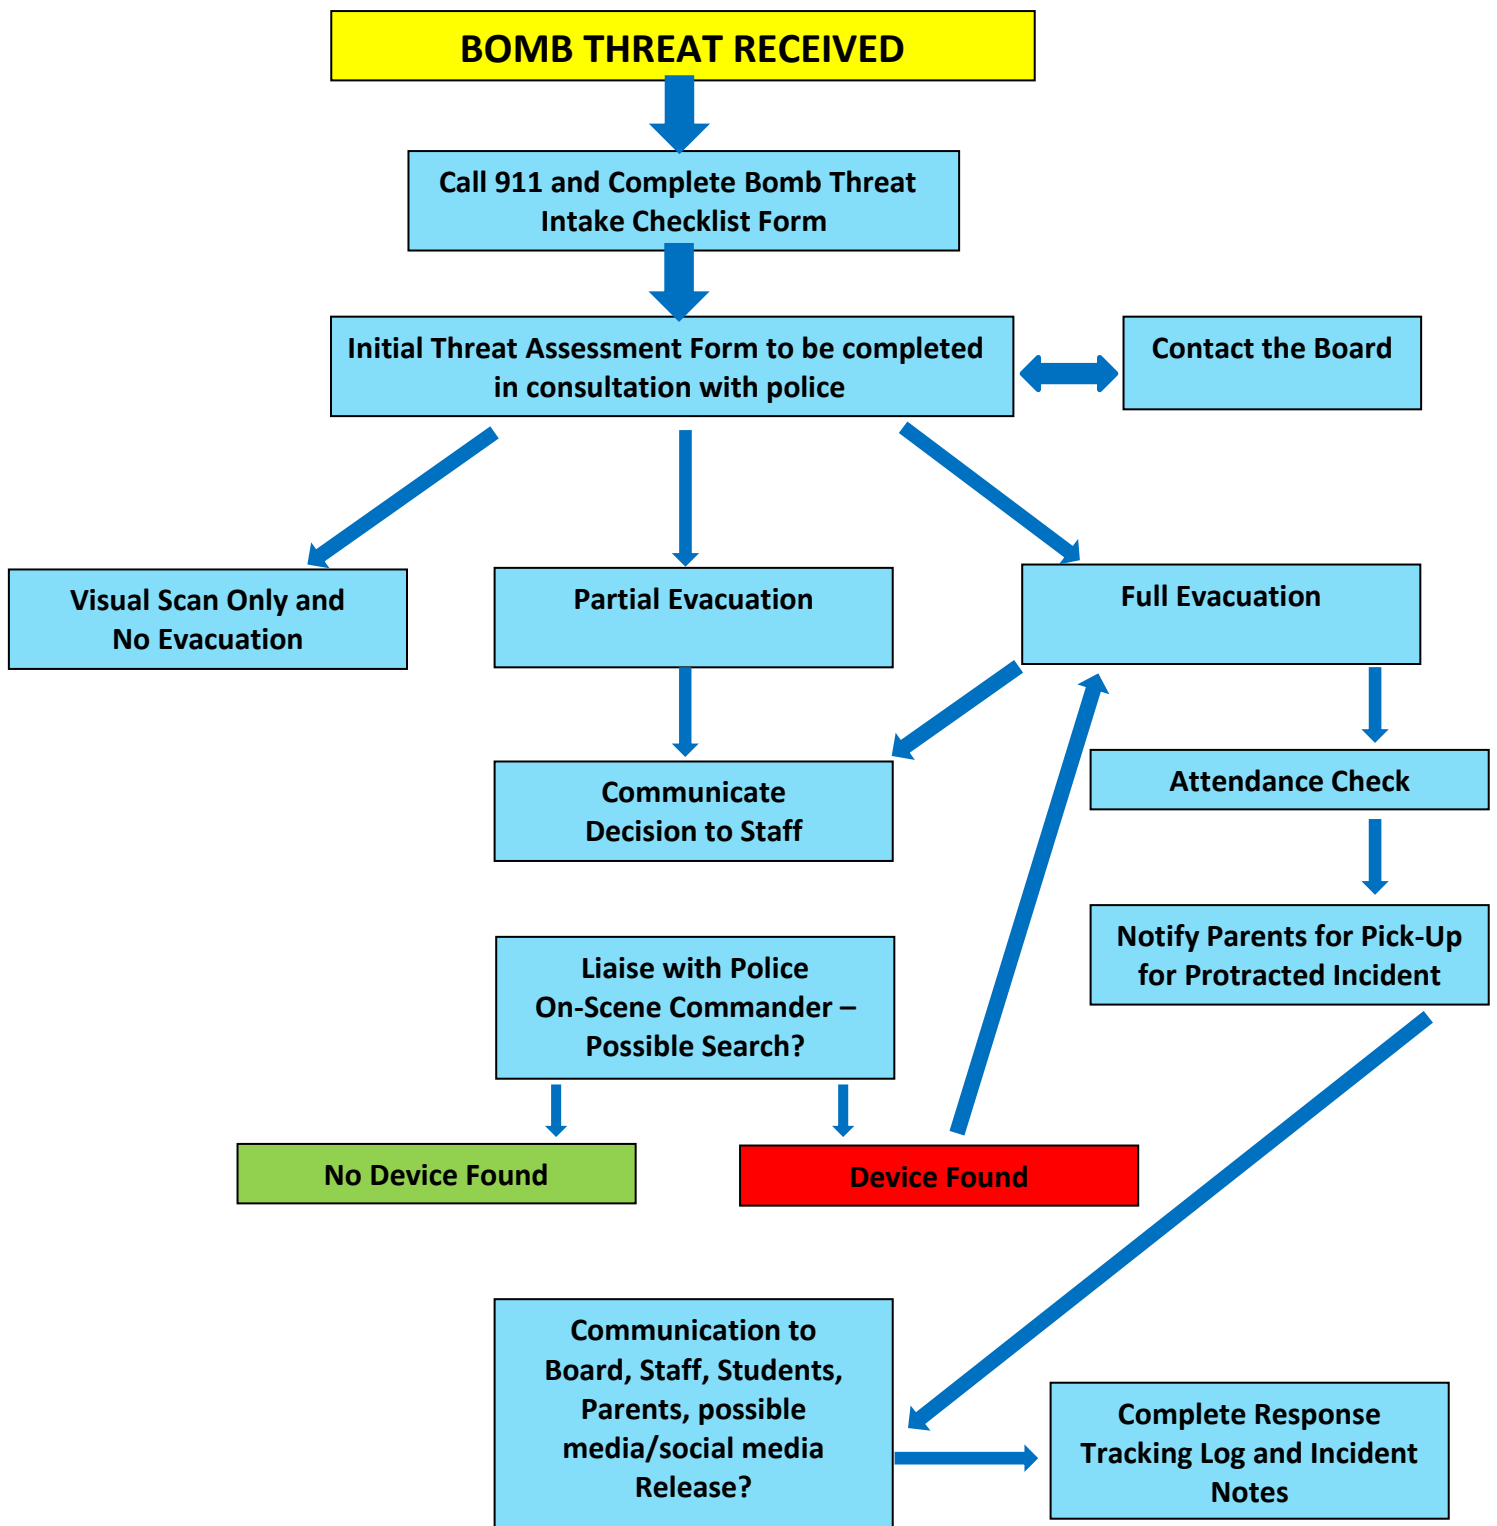 BOMB THREAT RECEIVED
Call 911 and Complete Bomb Threat
Intake Checklist Form
Initial Threat Assessment Form to be completed
in consultation with police
Contact the Board
Visual Scan Only and
No Evacuation
Partial Evacuation
Full Evacuation
Communicate
Decision to Staff
Attendance Check
Notify Parents for Pick-Up
for Protracted Incident
Liaise with Police
On-Scene Commander –
Possible Search?
No Device Found
Device Found
Communication to
Board, Staff, Students,
Parents, possible
media/social media
Release?
Complete Response
Tracking Log and Incident
Notes